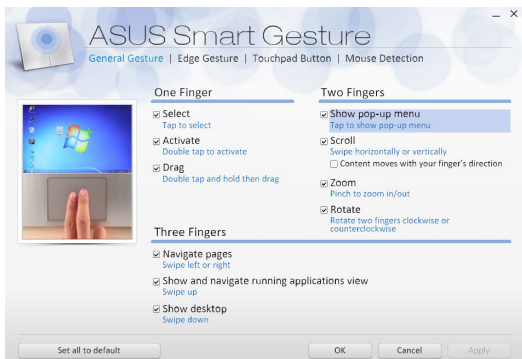 ASUS Smart Gesture
General Gesture | Edge Gesture | Touchpad Button | Mouse Detection
One Finger
Select
Tap to select
Activate
Double tap to activate
Drag
Double tap and hold then drag
Two Fingers
Show pop-up menu
Tap to show pop-up menu
Scroll
Swipe horizontally or vertically
Content moves with your finger's direction
Zoom
Pinch to zoom in/out
Rotate
Rotate two fingers clockwise or
counterclockwise
Three Fingers
Navigate pages
Swipe left or right
Show and navigate running applications view
Swipe up
Show desktop
Swipe down
Set all to default
OK
Cancel
Apply